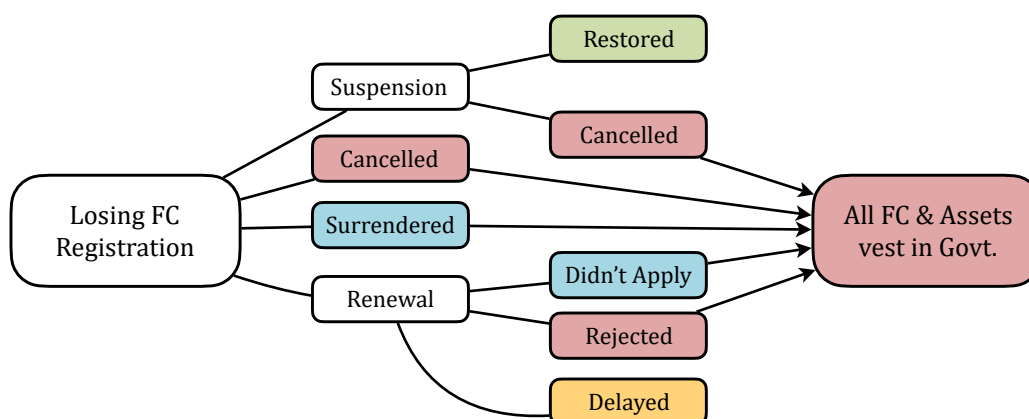 Losing FC
Registration
Suspension
Cancelled
Surrendered
Renewal
Restored
Cancelled
Didn’t Apply
Rejected
Delayed
All FC & Assets
vest in Govt.